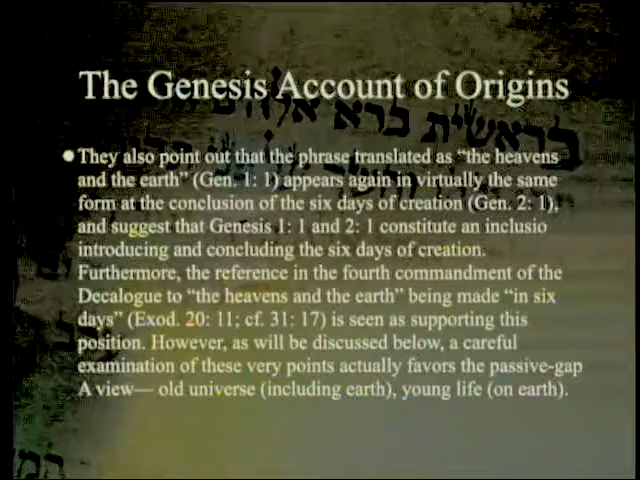 The Genesis Account of Origins
בראשית ברא אלהים
They also point out that the phrase translated as “the heavens
and the earth” (Gen. 1: 1) appears again in virtually the same
form at the conclusion of the six days of creation (Gen. 2: 1),
and suggest that Genesis 1: 1 and 2: 1 constitute an inclusio
introducing and concluding the six days of creation.
Furthermore, the reference in the fourth commandment of the
Decalogue to “the heavens and the earth” being made “in six
days” (Exod. 20: 11; cf. 31: 17) is seen as supporting this
position. However, as will be discussed below, a careful
examination of these very points actually favors the passive-gap
A view— old universe (including earth), young life (on earth).